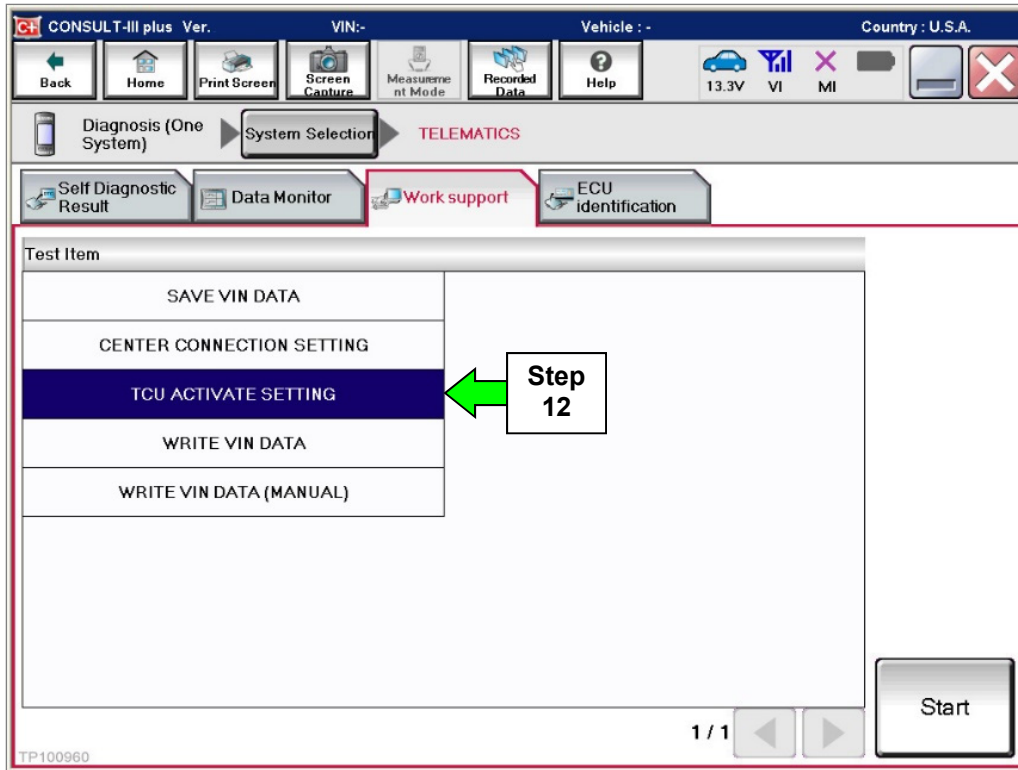 C+ CONSULT-III plus Ver. VIN:- Vehicle : - Country : U.S.A.
Back
Home
Print Screen
Screen
Capture
Measureme
nt Mode
Recorded
Data
Help
13.3V VI MI
Diagnosis (One
System)
System Selection
TELEMATICS
Self Diagnostic
Result
Data Monitor
Work support
ECU
identification
Test Item
SAVE VIN DATA
CENTER CONNECTION SETTING
TCU ACTIVATE SETTING
Step
12
WRITE VIN DATA
WRITE VIN DATA (MANUAL)
Start
1 / 1
TP100960